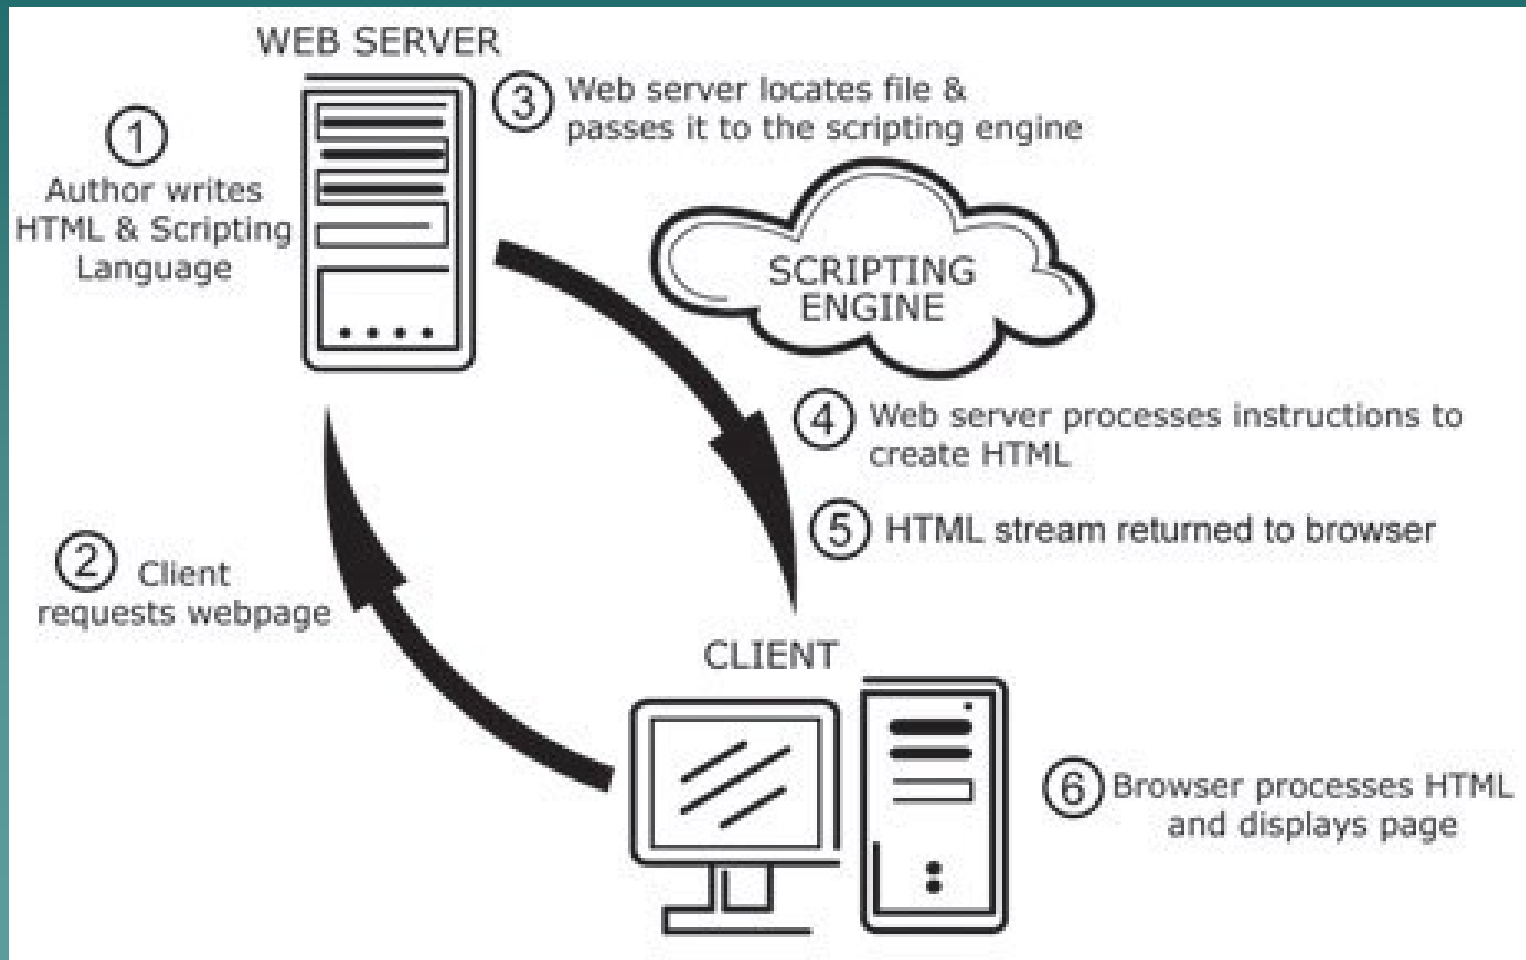 WEB SERVER
1
Author writes
HTML & Scripting
Language
3
Web server locates file &
passes it to the scripting engine
SCRIPTING
ENGINE
4
Web server processes instructions to
create HTML
5
HTML stream returned to browser
2
Client
requests webpage
CLIENT
6
Browser processes HTML
and displays page